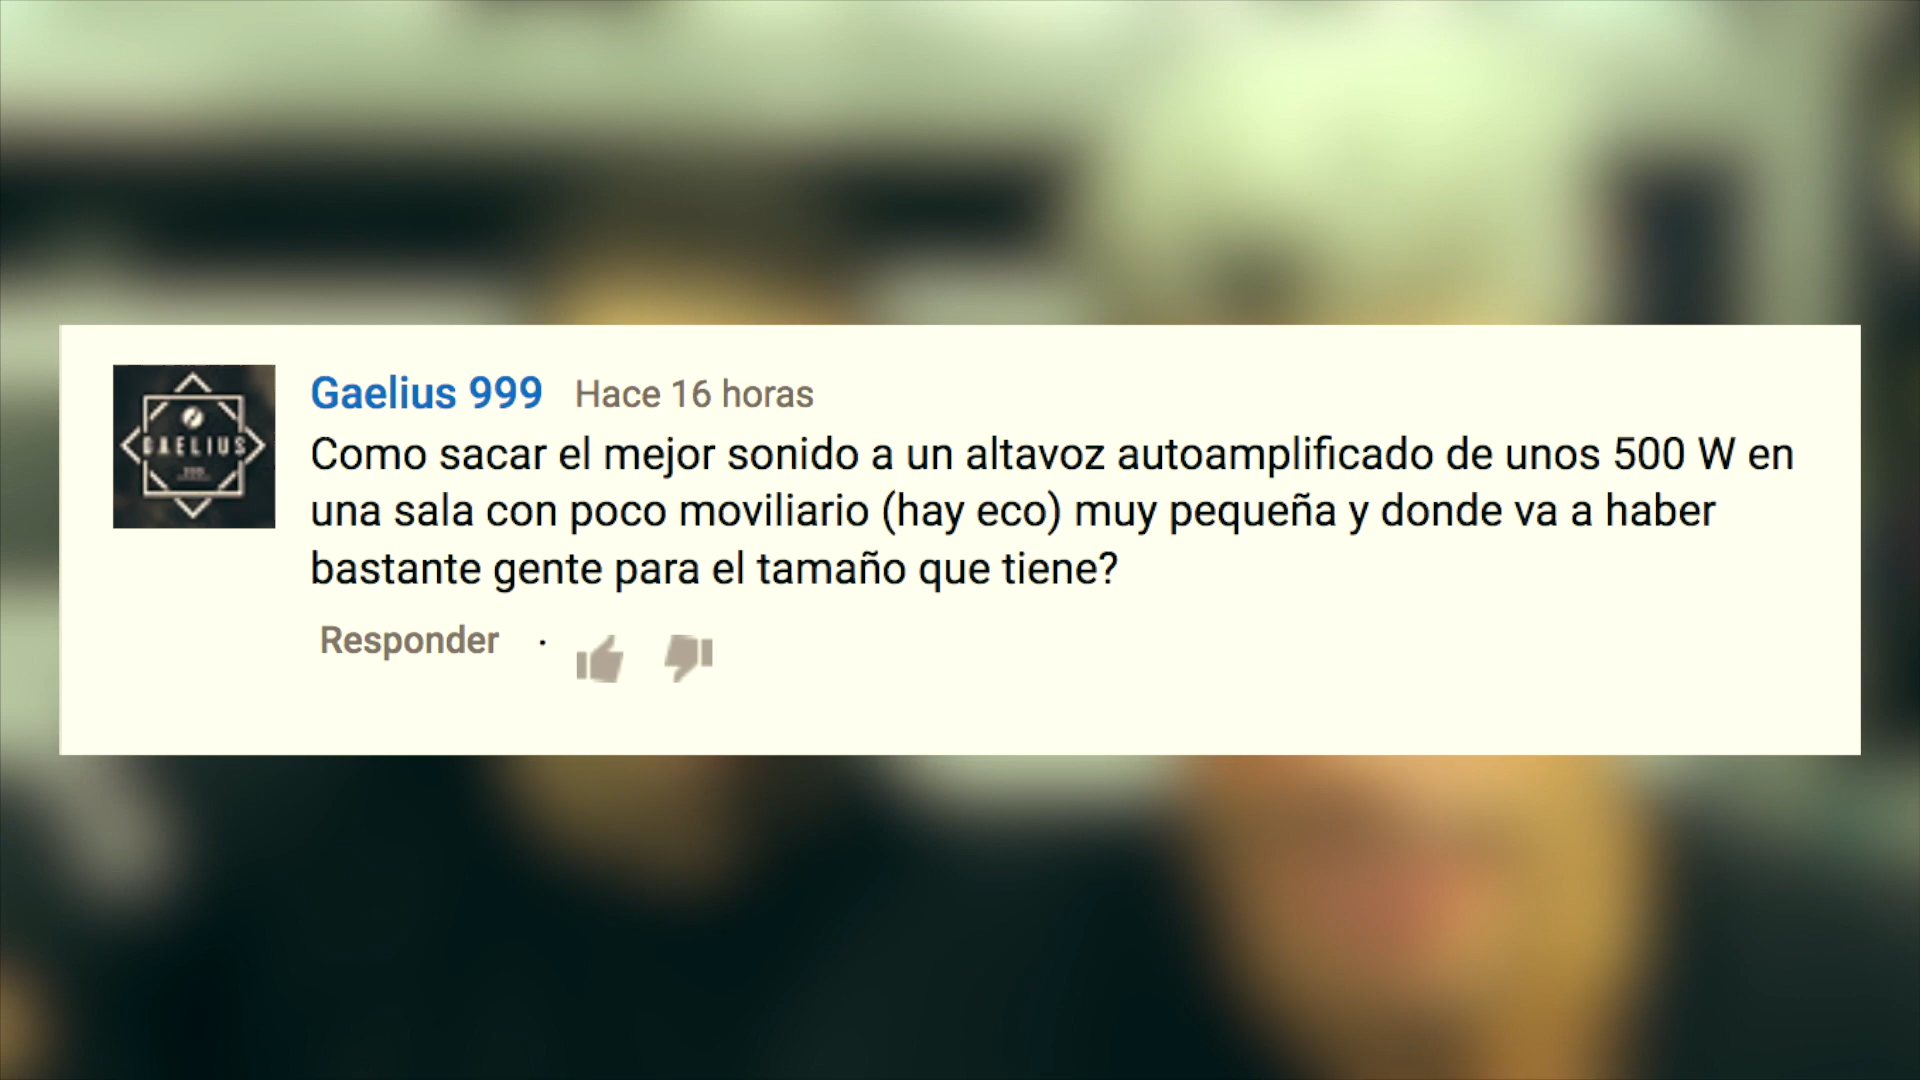 Gaelius 999 Hace 16 horas
Como sacar el mejor sonido a un altavoz autoamplificado de unos 500 W en
una sala con poco moviliario (hay eco) muy pequeña y donde va a haber
bastante gente para el tamaño que tiene?
Responder ·
GAELIUS